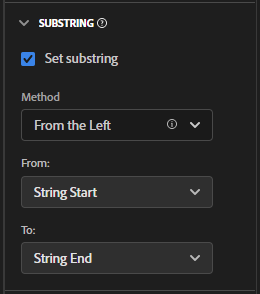 SUBSTRING
Set substring
Method
From the Left
From:
String Start
To:
String End